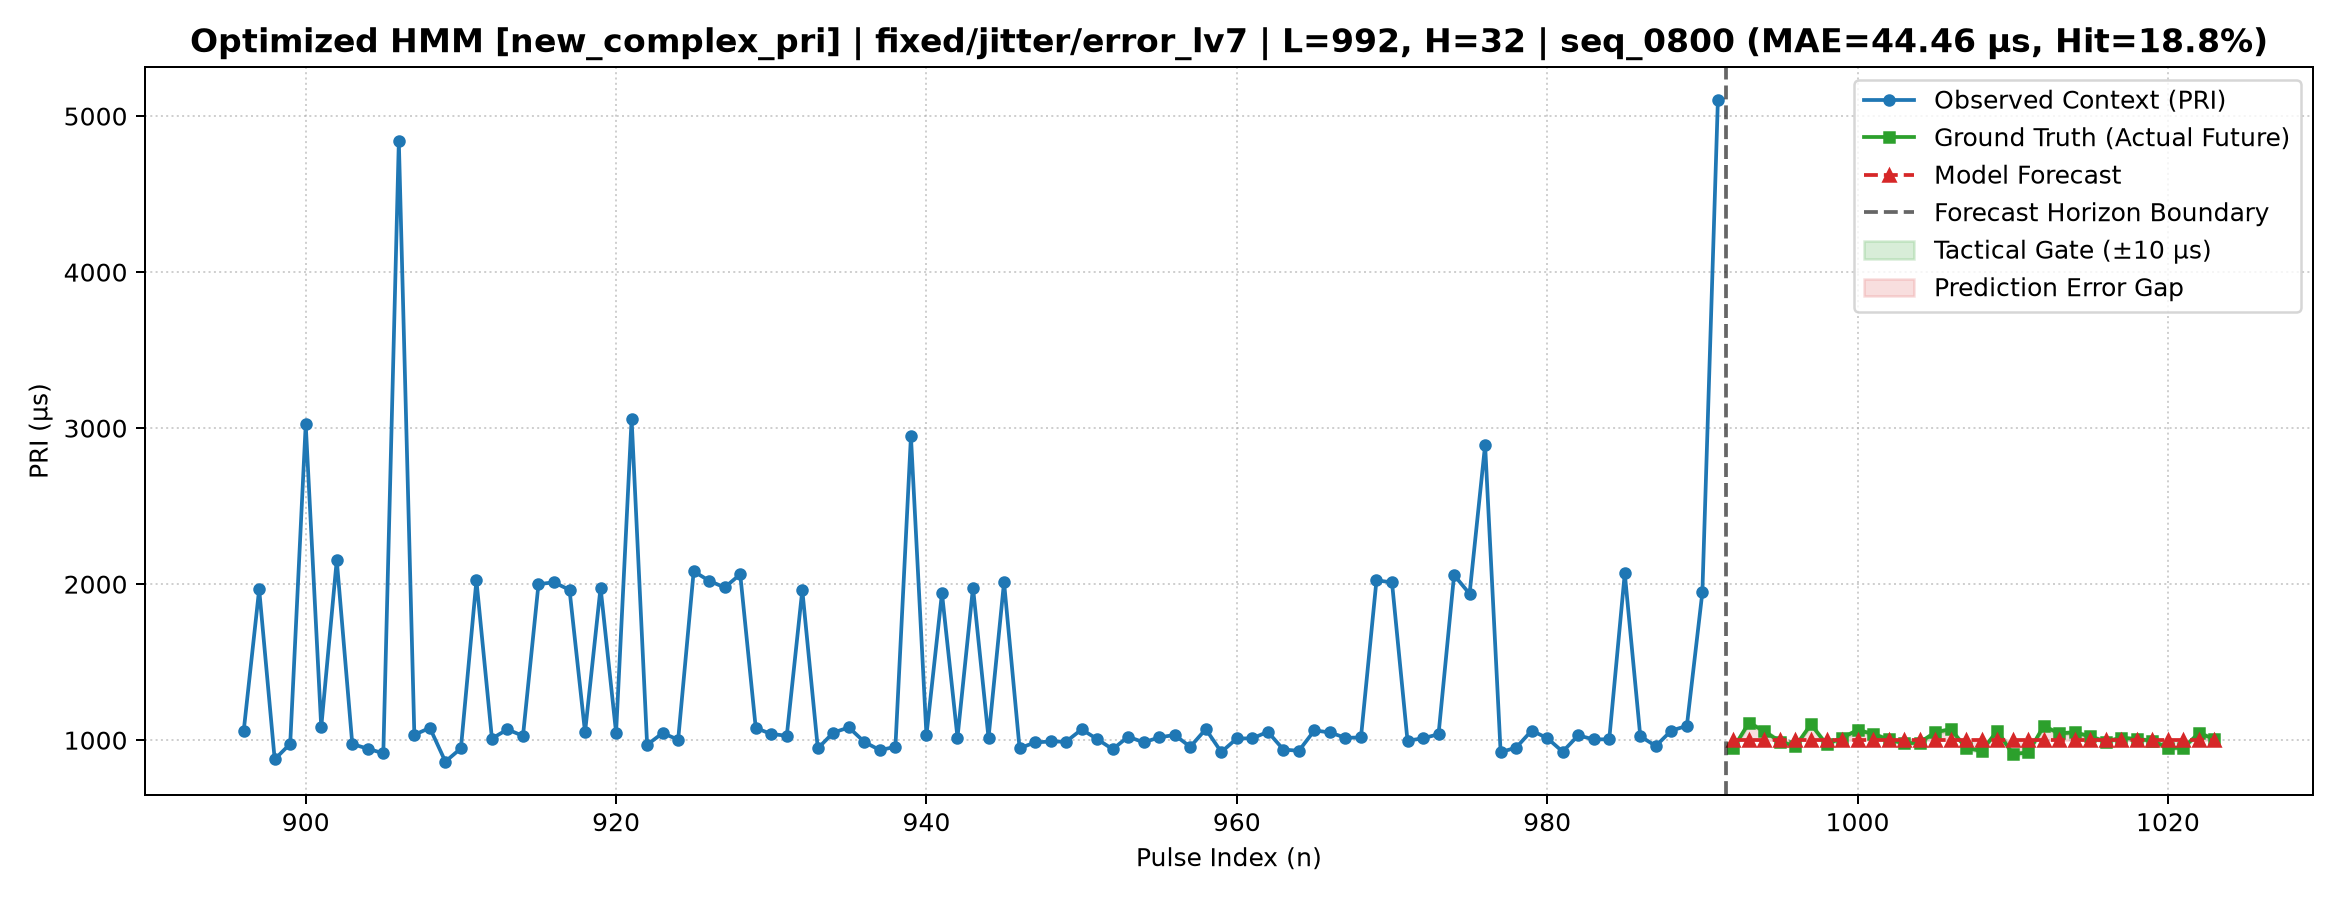 Optimized HMM [new_complex_pri] | fixed/jitter/error_lv7 | L=992, H=32 | seq_0800 (MAE=44.46 µs, Hit=18.8%)
Observed Context (PRI)
Ground Truth (Actual Future)
Model Forecast
Forecast Horizon Boundary
Tactical Gate (±10 µs)
Prediction Error Gap
PRI (µs)
5000
4000
3000
2000
1000
900
920
940
960
980
1000
1020
Pulse Index (n)